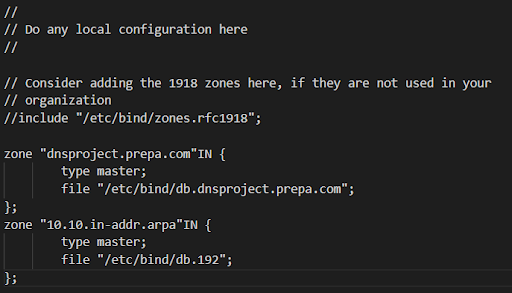 //
// Do any local configuration here
//
// Consider adding the 1918 zones here, if they are not used in your
// organization
//include "/etc/bind/zones.rfc1918";
zone "dnsproject.prepa.com"IN {
type master;
file "/etc/bind/db.dnsproject.prepa.com";
};
zone "10.10.in-addr.arpa"IN {
type master;
file "/etc/bind/db.192";
};